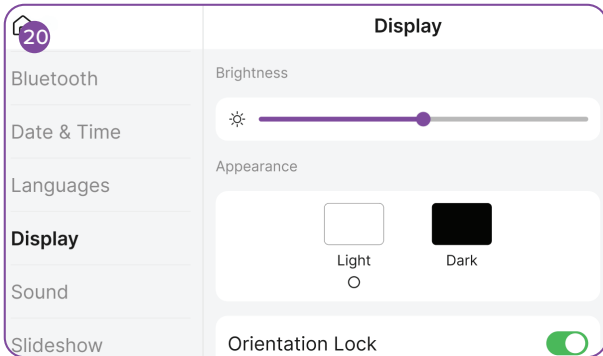 20
Display
Bluetooth
Date & Time
Languages
Display
Sound
Slideshow
Brightness
Appearance
Light
Dark
Orientation Lock